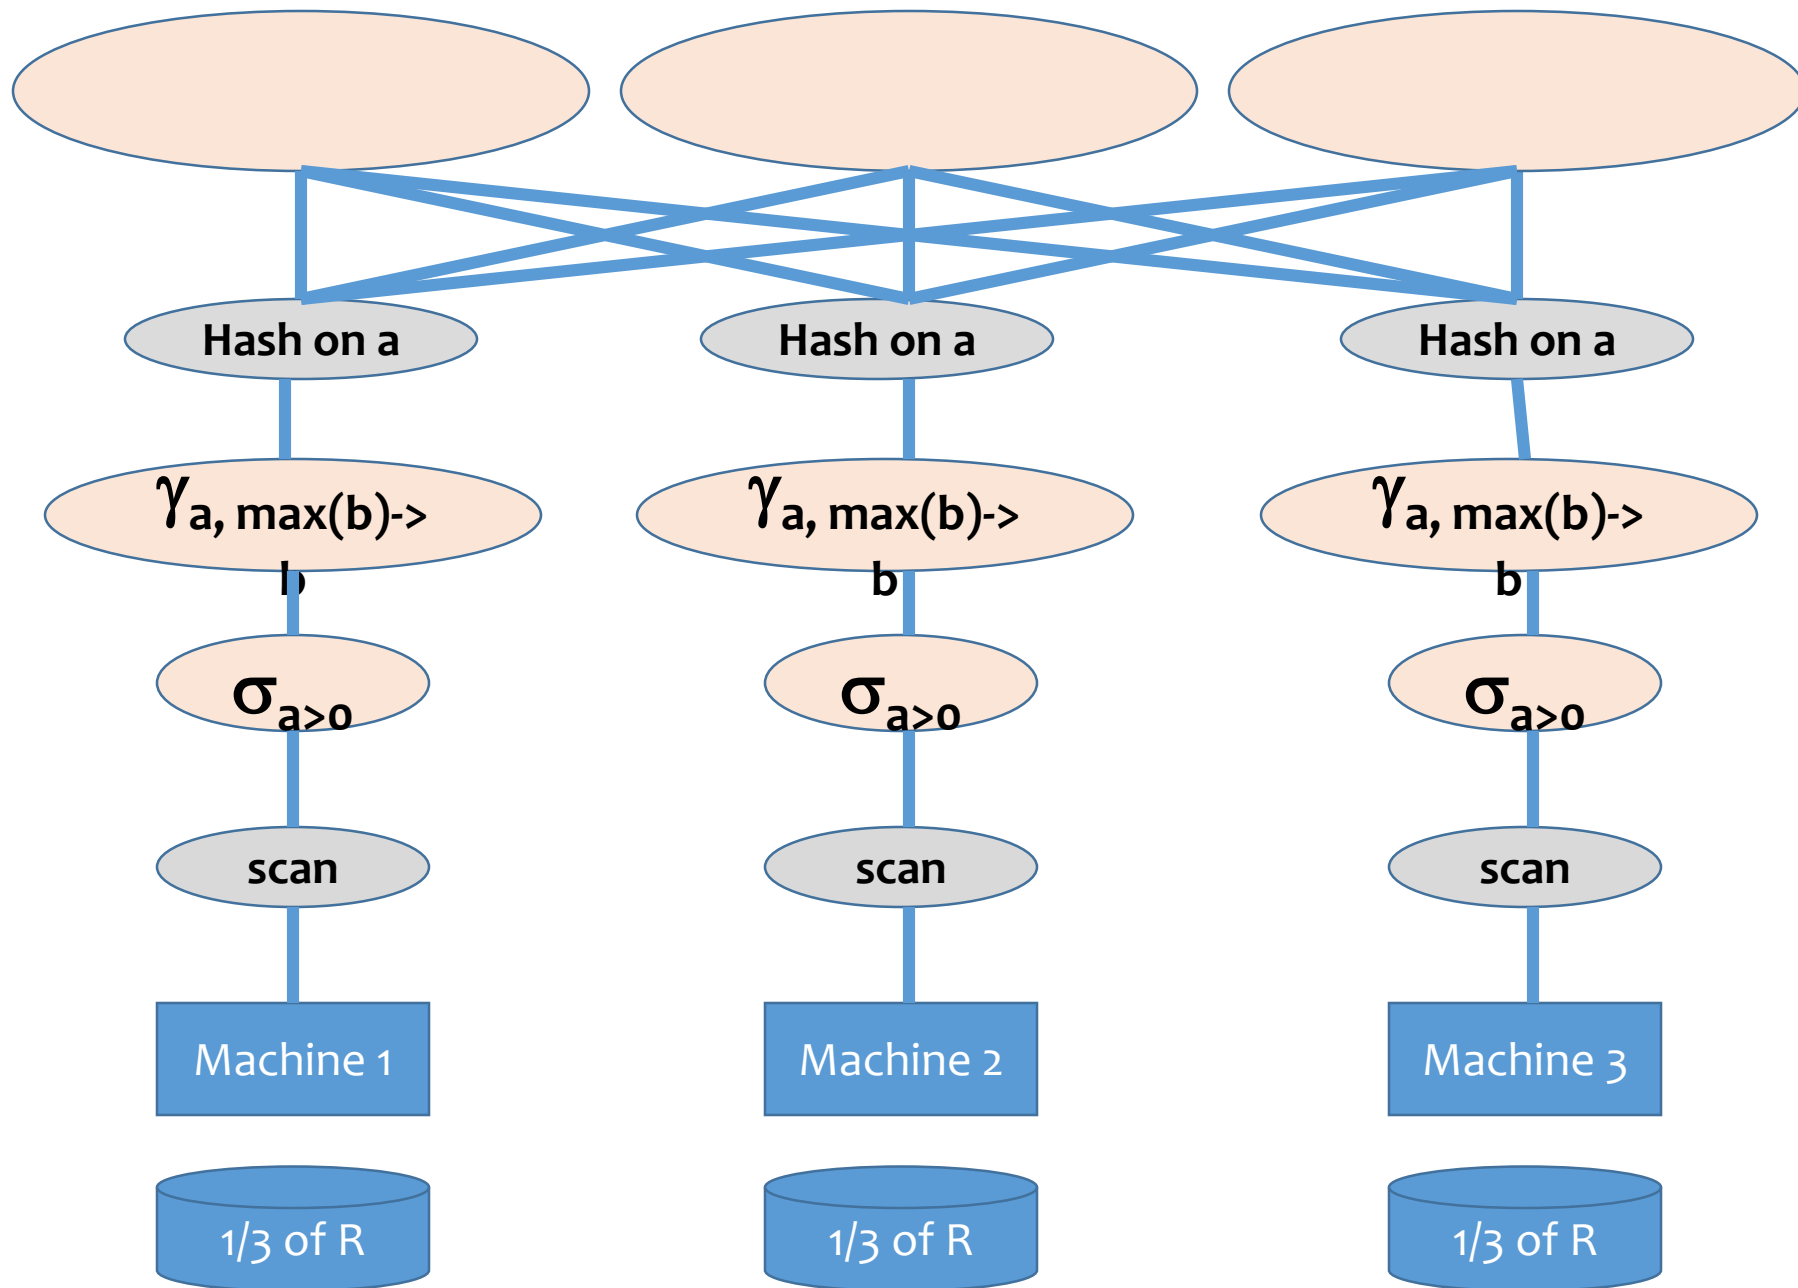 Hash on a Hash on a Hash on a
γa, max(b)-> γa, max(b)-> γa, max(b)->
b b b
σa>0 σa>0 σa>0
scan scan scan
Machine 1 Machine 2 Machine 3
1/3 of R 1/3 of R 1/3 of R